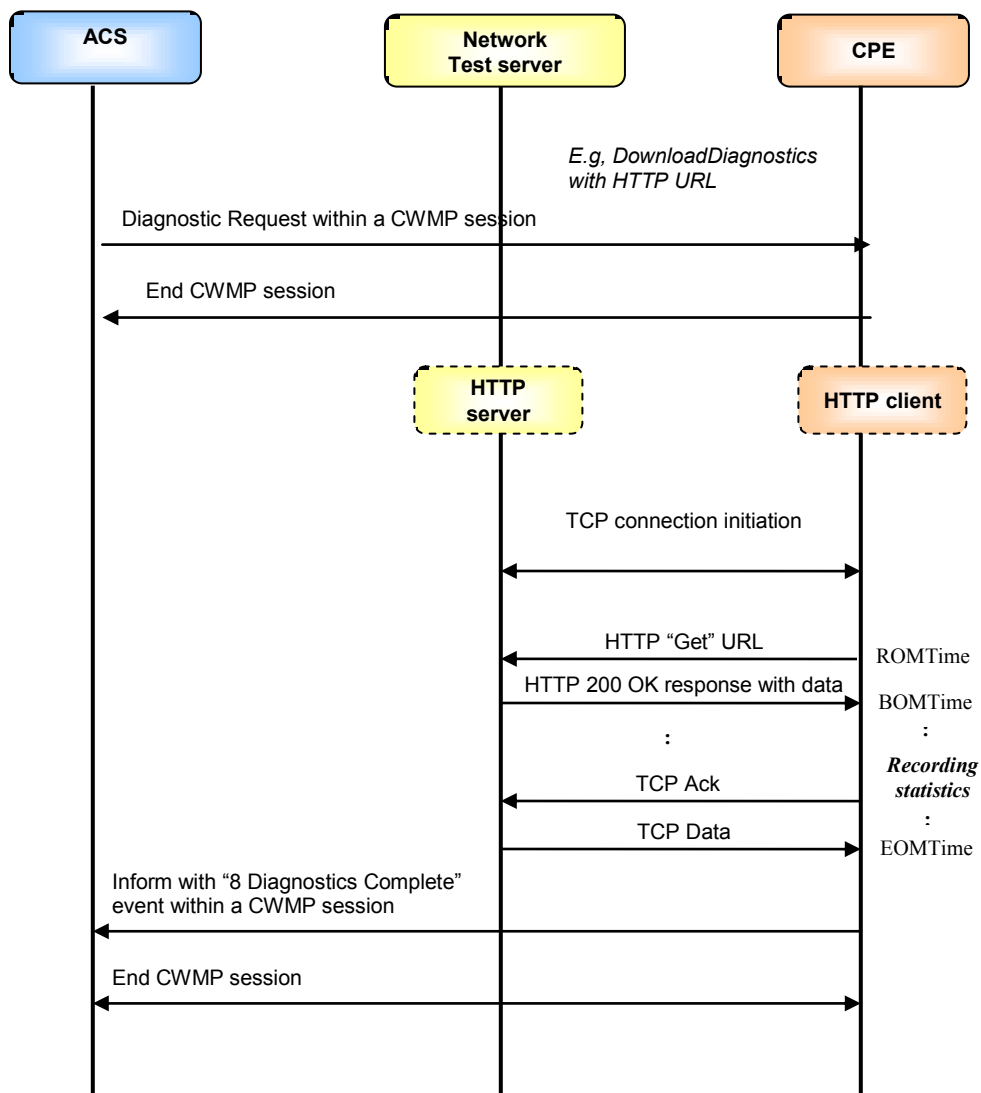 ACS
Network
Test server
CPE
E.g, DownloadDiagnostics
with HTTP URL
Diagnostic Request within a CWMP session
End CWMP session
HTTP
server
HTTP client
TCP connection initiation
HTTP “Get” URL
ROMTime
HTTP 200 OK response with data
BOMTime
:
:
Recording
statistics
TCP Ack
:
TCP Data
EOMTime
Inform with “8 Diagnostics Complete”
event within a CWMP session
End CWMP session